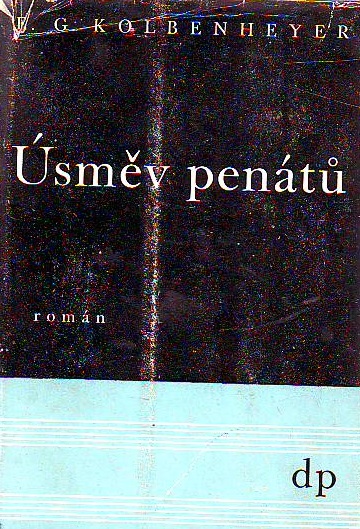 E G KOLBENHEYER
Úsměv penátů
román
dp